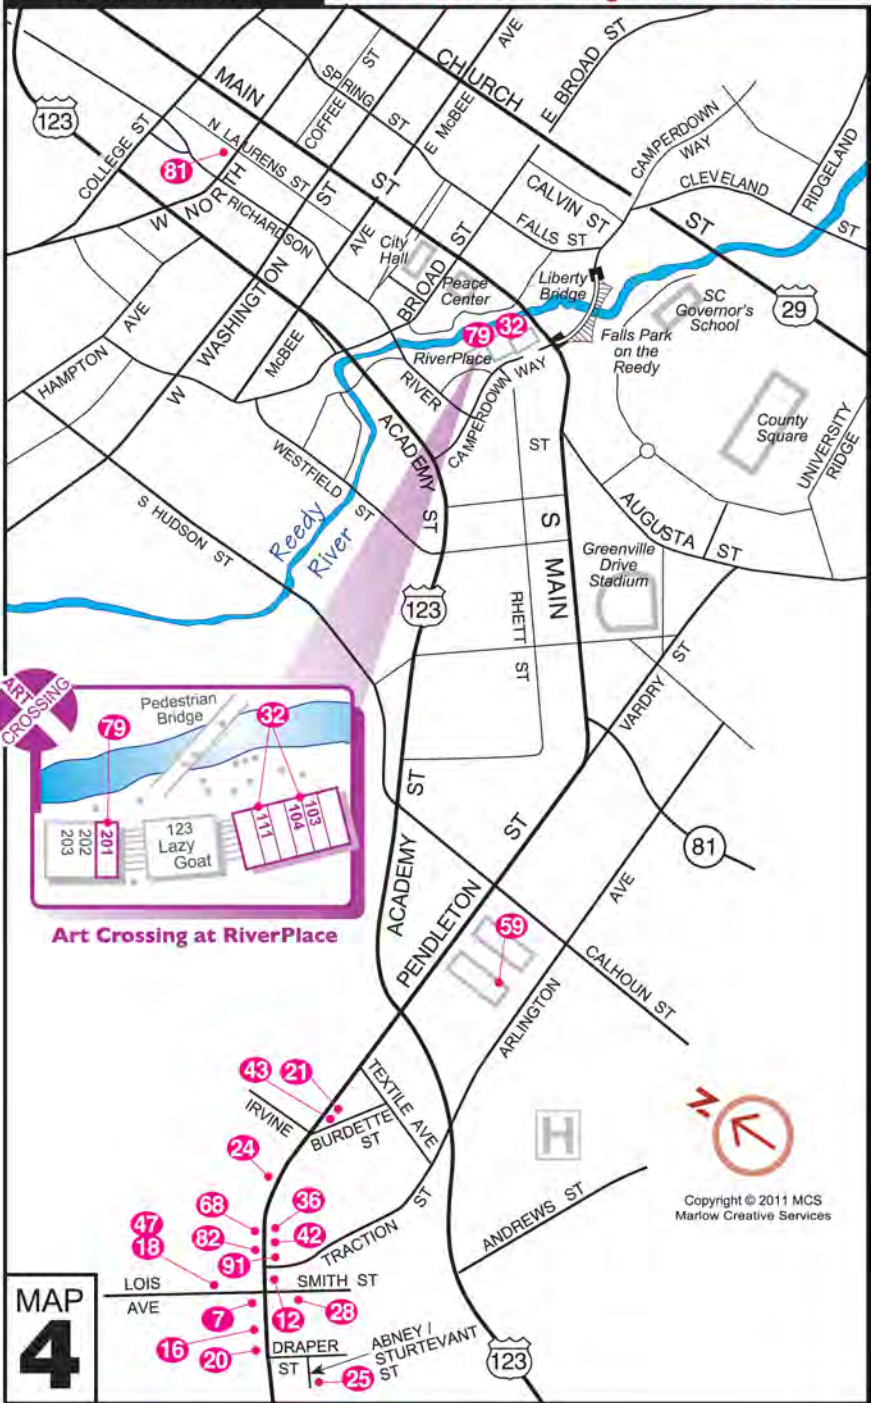 MAIN
ST
CHURCH
ST
SPRING
ST
COFFEE
ST
E McBEE
AVE
E BROAD ST
123
COLLEGE ST
N LAURENS ST
81
W NORTH
ST
RICHARDSON
CALVIN ST
FALLS ST
CAMPERDOWN
WAY
CLEVELAND
ST
RIDGELAND
29
City
Hall
BROAD ST
Peace
Center
Liberty
Bridge
SC
Governor's
School
Falls Park
on the
Reedy
79
32
RiverPlace
RIVER
CAMPERDOWN WAY
W WASHINGTON
McBEE
AVE
HAMPTON AVE
ACADEMY
ST
County
Square
UNIVERSITY
RIDGE
WESTFIELD
ST
S HUDSON ST
Reedy
River
AUGUSTA ST
S MAIN
ST
Greenville
Drive
Stadium
RHETT ST
123
VARDRY ST
ART
CROSSING
Pedestrian
Bridge
79
32
203
202
201
123
Lazy
Goat
111
104
103
Art Crossing at RiverPlace
ACADEMY
ST
PENDLETON
ST
81
59
AVE
ARLINGTON
CALHOUN ST
43
21
IRVINE
BURDETTE
ST
TEXTILE AVE
24
H
N
Copyright © 2011 MCS
Marlow Creative Services
68
36
47
18
82
42
91
TRACTION
ST
ANDREWS ST
LOIS
AVE
SMITH ST
7
12
28
16
20
DRAPER
ST
ABNEY /
STURTEVANT
ST
25
123
MAP
4